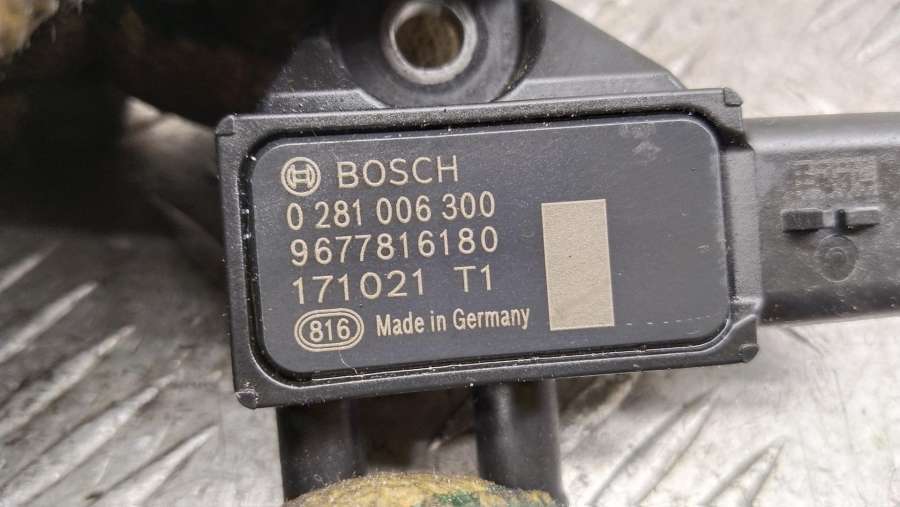 BOSCH
0 281 006 300
9677816180
171021 T1
816 Made in Germany